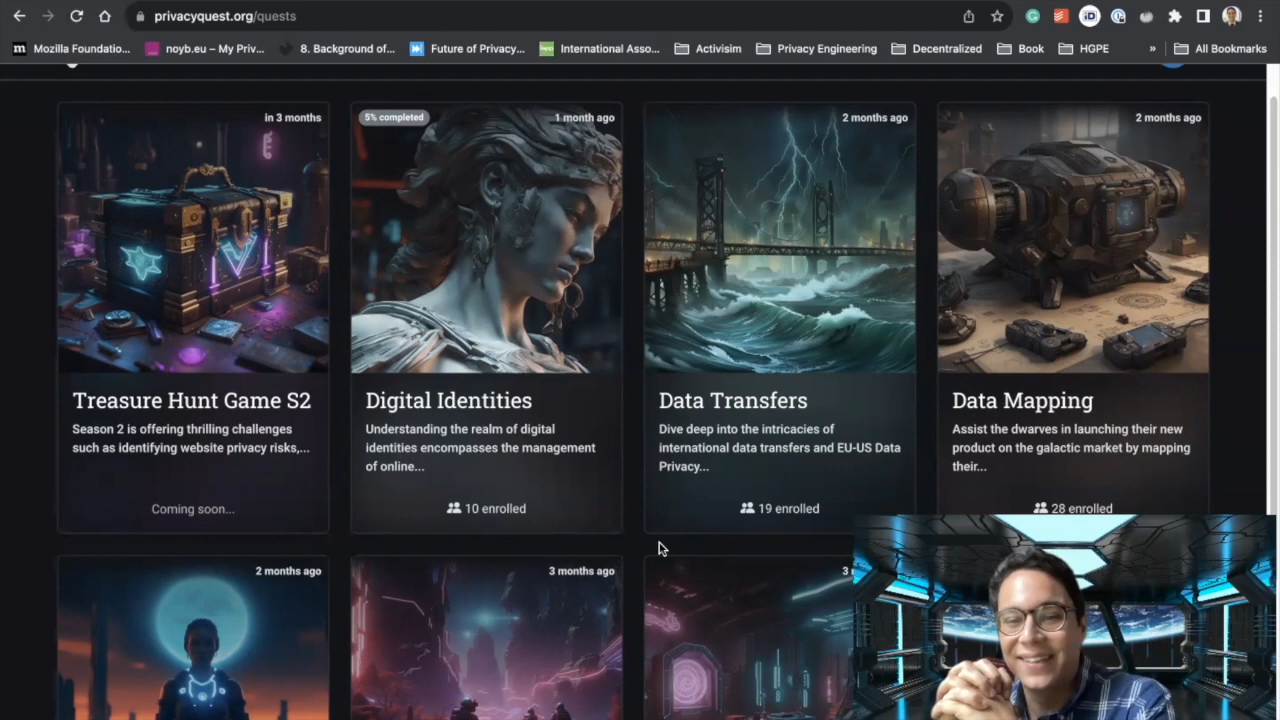 privacyquest.org/quests
Mozilla Foundatio...
noyb.eu – My Priv...
8. Background of...
Future of Privacy...
International Asso...
Activisim
Privacy Engineering
Decentralized
Book
HGPE
»
All Bookmarks
in 3 months
5% completed
1 month ago
2 months ago
2 months ago
Treasure Hunt Game S2
Season 2 is offering thrilling challenges
such as identifying website privacy risks,...
Coming soon...
Digital Identities
Understanding the realm of digital
identities encompasses the management
of online...
10 enrolled
Data Transfers
Dive deep into the intricacies of
international data transfers and EU-US Data
Privacy...
19 enrolled
Data Mapping
Assist the dwarves in launching their new
product on the galactic market by mapping
their...
28 enrolled
2 months ago
3 months ago
3